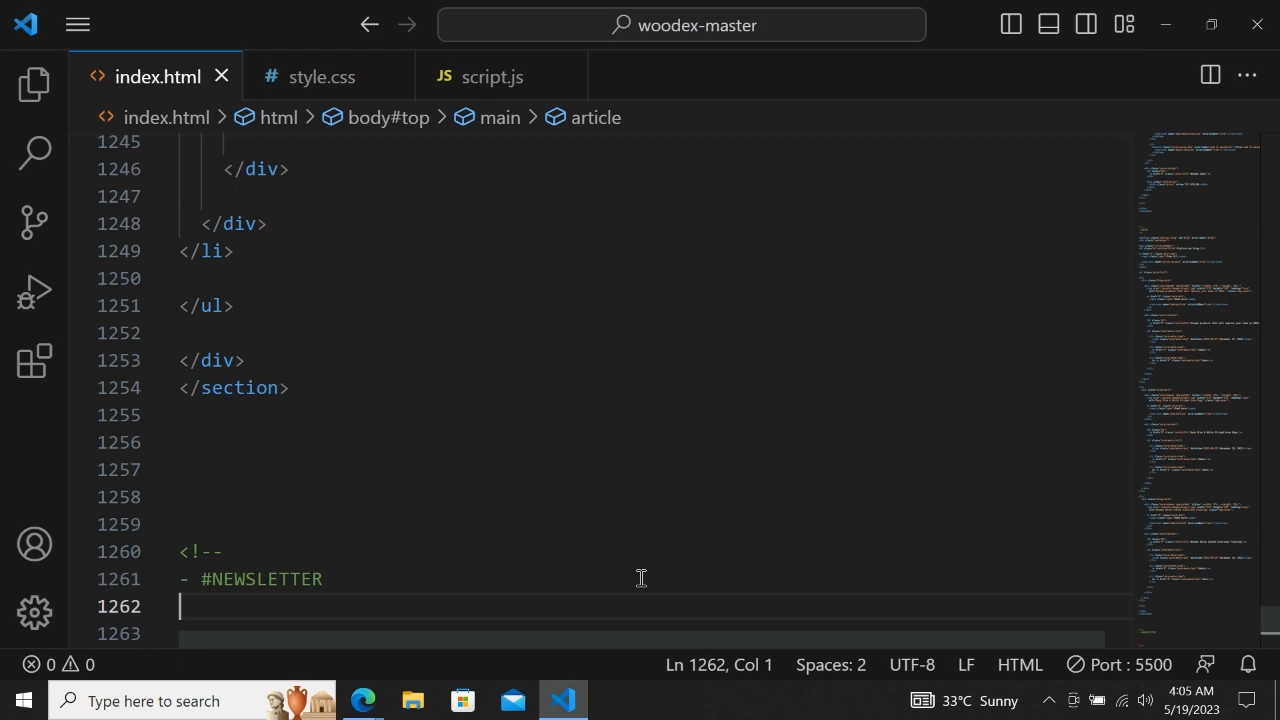 woodex-master
index.html
# style.css
JS script.js
index.html > html > body#top > main > article
1245
1246 </div>
1247
1248 </div>
1249 </li>
1250
1251 </ul>
1252
1253 </div>
1254 </section>
1255
1256
1257
1258
1259
1260 <!--
1261 - #NEWSLETTER
1262
1263
0 0
Ln 1262, Col 1
Spaces: 2
UTF-8
LF
HTML
Port : 5500
Type here to search
33°C Sunny
4:05 AM
5/19/2023